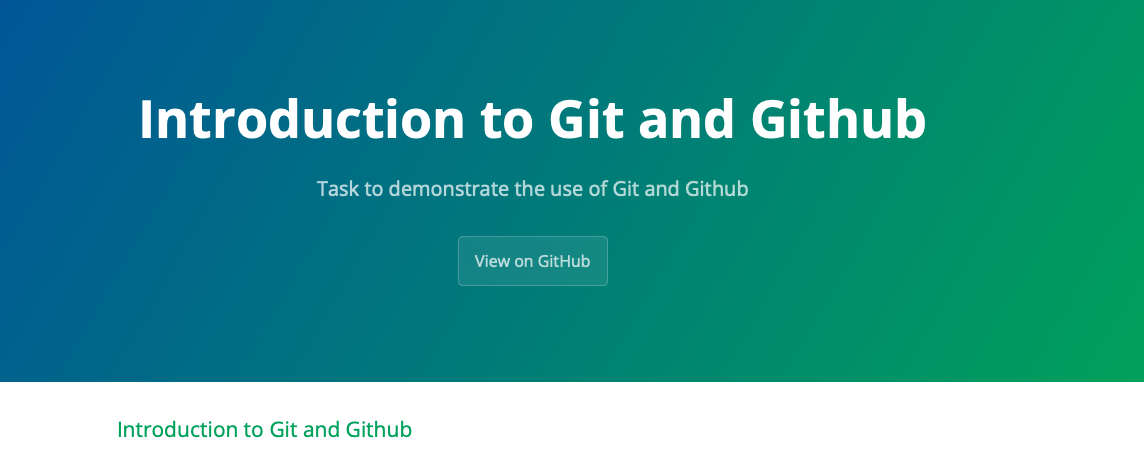 Introduction to Git and Github
Task to demonstrate the use of Git and Github
View on GitHub
Introduction to Git and Github